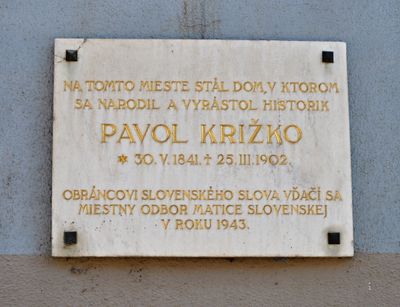 NA TOMTO MIESTE STÁL DOM, V KTOROM
SA NARODIL A VYRÁSTOL HISTORIK
PAVOL KRIŽKO
* 30. V. 1841. † 25. III. 1902.
OBRÁNCOVI SLOVENSKÉHO SLOVA VĎAČÍ SA
MIESTNY ODBOR MATICE SLOVENSKEJ
V ROKU 1943.